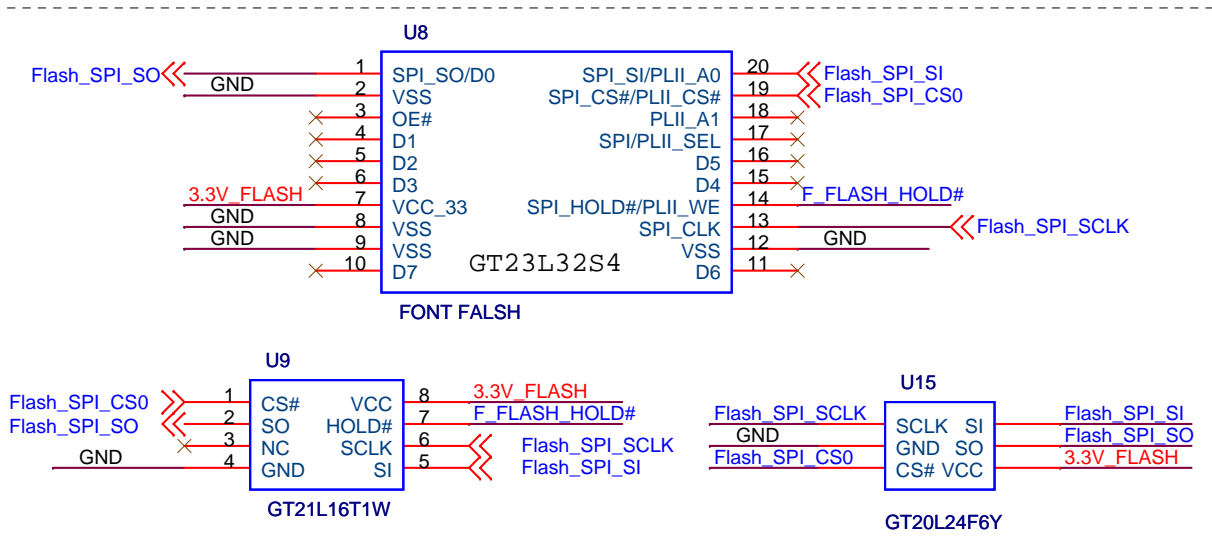 U8
Flash_SPI_SO 1 SPI_SO/D0 SPI_SI/PLII_A0 20 Flash_SPI_SI
GND 2 VSS SPI_CS#/PLII_CS# 19 Flash_SPI_CS0
3 OE# PLII_A1 18
4 D1 SPI/PLII_SEL 17
5 D2 D5 16
6 D3 D4 15
3.3V_FLASH 7 VCC_33 SPI_HOLD#/PLII_WE 14 F_FLASH_HOLD#
GND 8 VSS SPI_CLK 13 Flash_SPI_SCLK
GND 9 VSS VSS 12 GND
10 D7 GT23L32S4 D6 11
FONT FALSH
U9
Flash_SPI_CS0 1 CS# VCC 8 3.3V_FLASH
Flash_SPI_SO 2 SO HOLD# 7 F_FLASH_HOLD#
3 NC SCLK 6 Flash_SPI_SCLK
GND 4 GND SI 5 Flash_SPI_SI
GT21L16T1W
U15
Flash_SPI_SCLK SCLK SI Flash_SPI_SI
GND GND SO Flash_SPI_SO
Flash_SPI_CS0 CS# VCC 3.3V_FLASH
GT20L24F6Y